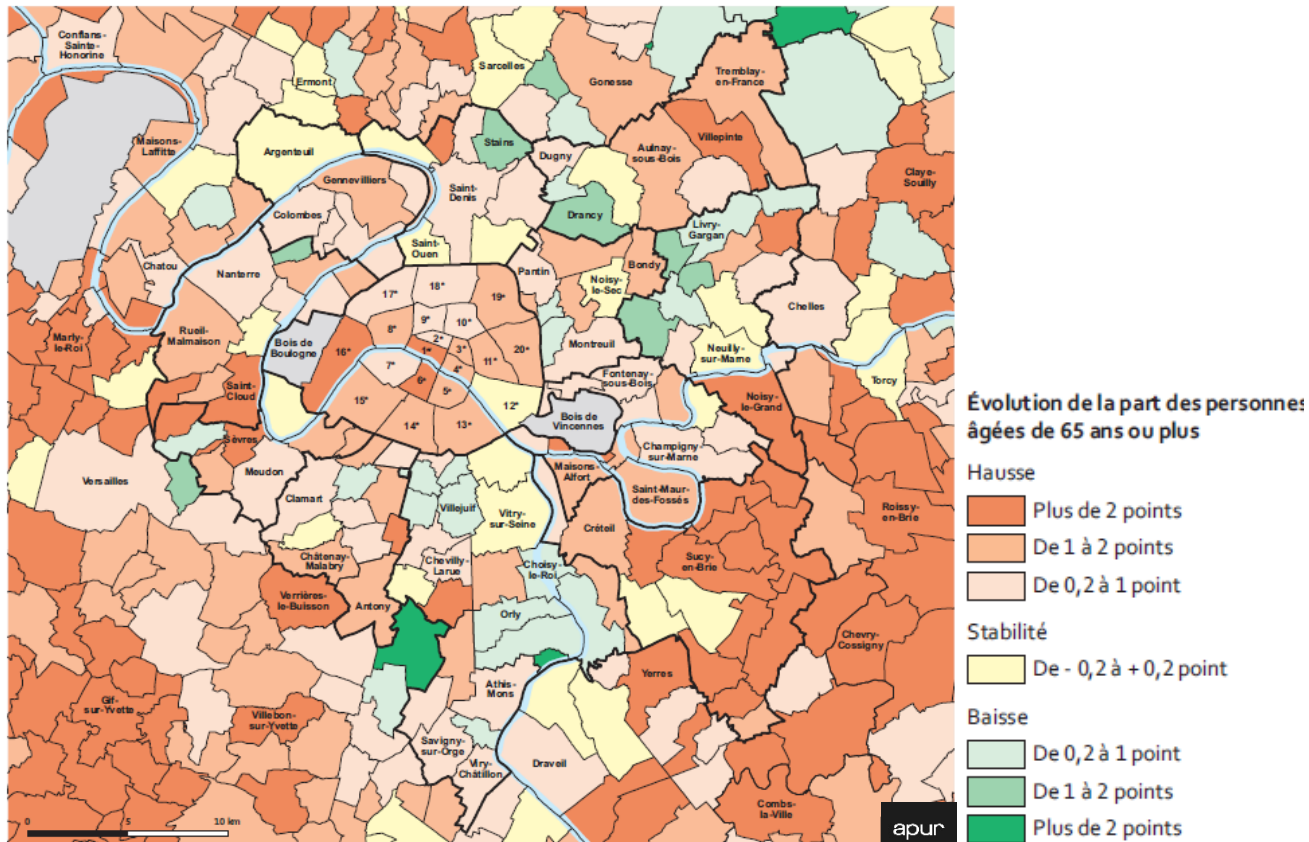 Conflans-
Sainte-
Honorine
Ermont
Sarcelles
Gonesse
Tremblay-
en-France
Maisons-
Laffitte
Argenteuil
Stains
Villepinte
Dugny
Aulnay-
sous-Bois
Claye-
Souilly
Gennevilliers
Saint-
Denis
Colombes
Drancy
Livry-
Gargan
Saint-
Ouen
Chatou
Nanterre
Pantin
Bondy
Noisy-
le-Sec
Chelles
17e
18e
19e
9e
10e
8e
2e
1er
3e
11e
20e
16e
7e
4e
6e
5e
15e
12e
14e
13e
Marly-
le-Roi
Rueil-
Malmaison
Bois de
Boulogne
Montreuil
Neuilly-
sur-Marne
Saint-
Cloud
Fontenay-
sous-Bois
Torcy
Noisy-
le-Grand
Bois de
Vincennes
Sèvres
Champigny-
sur-Marne
Versailles
Meudon
Maisons-
Alfort
Clamart
Villejuif
Vitry-
sur-Seine
Saint-Maur-
des-Fossés
Roissy-
en-Brie
Créteil
Châtenay-
Malabry
Chevilly-
Larue
Choisy-
le-Roi
Sucy-
en-Brie
Verrières-
le-Buisson
Antony
Orly
Chevry-
Cossigny
Athis-
Mons
Yerres
Gif-
sur-Yvette
Villebon-
sur-Yvette
Savigny-
sur-Orge
Viry-
Châtillon
Draveil
Combs-
la-Ville
0 5 10 km
apur
Évolution de la part des personnes
âgées de 65 ans ou plus
Hausse
Plus de 2 points
De 1 à 2 points
De 0,2 à 1 point
Stabilité
De - 0,2 à + 0,2 point
Baisse
De 0,2 à 1 point
De 1 à 2 points
Plus de 2 points